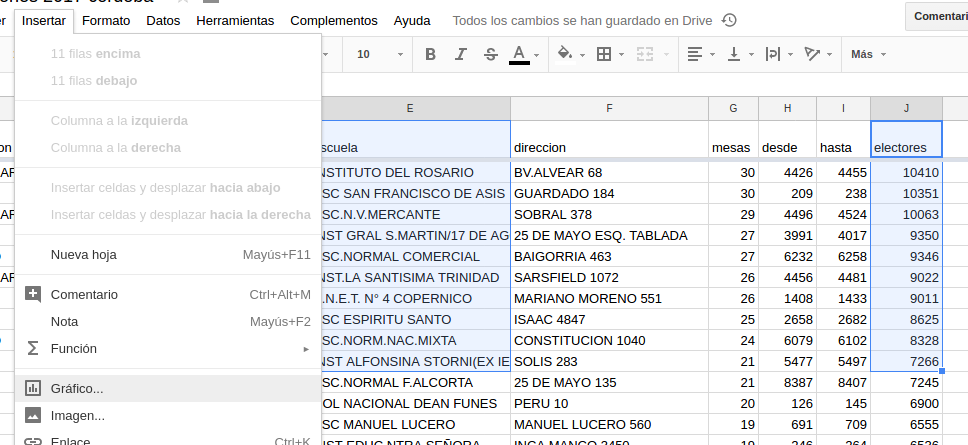 Insertar Formato Datos Herramientas Complementos Ayuda Todos los cambios se han guardado en Drive
10 B I S A Más
11 filas encima
11 filas debajo
Columna a la izquierda
Columna a la derecha
Insertar celdas y desplazar hacia abajo
Insertar celdas y desplazar hacia la derecha
Nueva hoja Mayús+F11
Comentario Ctrl+Alt+M
Nota Mayús+F2
Función ►
Gráfico...
Imagen...
Enlace Ctrl+K
E F G H I J
scuela direccion mesas desde hasta electores
NSTITUTO DEL ROSARIO BV.ALVEAR 68 30 4426 4455 10410
SC SAN FRANCISCO DE ASIS GUARDADO 184 30 209 238 10351
SC.N.V.MERCANTE SOBRAL 378 29 4496 4524 10063
NST GRAL S.MARTIN/17 DE AG 25 DE MAYO ESQ. TABLADA 27 3991 4017 9350
SC.NORMAL COMERCIAL BAIGORRIA 463 27 6232 6258 9346
NST.LA SANTISIMA TRINIDAD SARSFIELD 1072 26 4456 4481 9022
.N.E.T. N° 4 COPERNICO MARIANO MORENO 551 26 1408 1433 9011
SC ESPIRITU SANTO ISAAC 4847 25 2658 2682 8625
SC.NORM.NAC.MIXTA CONSTITUCION 1040 24 6079 6102 8328
NST ALFONSINA STORNI(EX IE SOLIS 283 21 5477 5497 7266
SC.NORMAL F.ALCORTA 25 DE MAYO 135 21 8387 8407 7245
OL NACIONAL DEAN FUNES PERU 10 20 126 145 6900
SC MANUEL LUCERO MANUEL LUCERO 560 19 691 709 6555